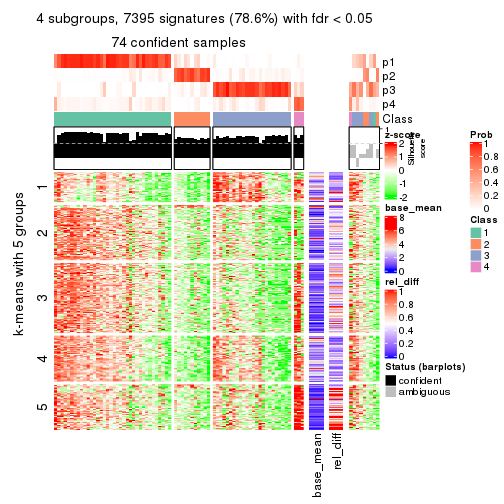 4 subgroups, 7395 signatures (78.6%) with fdr < 0.05
74 confident samples
p1
p2
p3
p4
Class
1
Silhouette
score
k-means with 5 groups
1
2
3
4
5
z-score
2
1
0
-1
-2
base_mean
8
6
4
2
0
rel_diff
1
0.8
0.6
0.4
0.2
0
Status (barplots)
confident
ambiguous
Prob
1
0.8
0.6
0.4
0.2
0
Class
1
2
3
4
base_mean
rel_diff